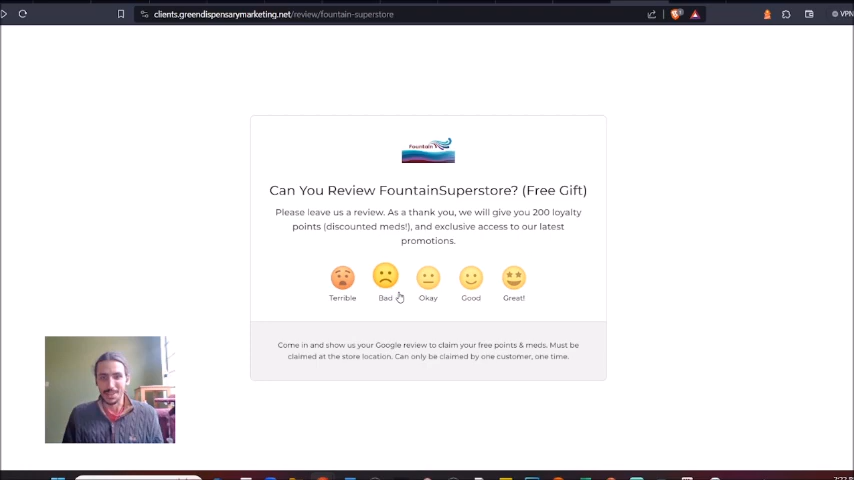 clients.greendispensarymarketing.net/review/fountain-superstore
VPN
Fountain
Can You Review FountainSuperstore? (Free Gift)
Please leave us a review. As a thank you, we will give you 200 loyalty
points (discounted meds!), and exclusive access to our latest
promotions.
Terrible Bad Okay Good Great!
Come in and show us your Google review to claim your free points & meds. Must be
claimed at the store location. Can only be claimed by one customer, one time.